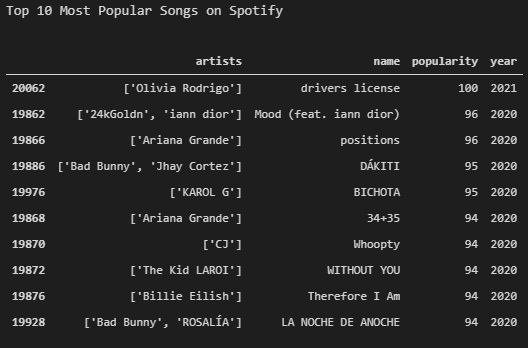 Top 10 Most Popular Songs on Spotify
artists name popularity year
20062 ['Olivia Rodrigo'] drivers license 100 2021
19862 ['24kGoldn', 'iann dior'] Mood (feat. iann dior) 96 2020
19866 ['Ariana Grande'] positions 96 2020
19886 ['Bad Bunny', 'Jhay Cortez'] DÁKITI 95 2020
19976 ['KAROL G'] BICHOTA 95 2020
19868 ['Ariana Grande'] 34+35 94 2020
19870 ['CJ'] Whoopty 94 2020
19872 ['The Kid LAROI'] WITHOUT YOU 94 2020
19876 ['Billie Eilish'] Therefore I Am 94 2020
19928 ['Bad Bunny', 'ROSALÍA'] LA NOCHE DE ANOCHE 94 2020